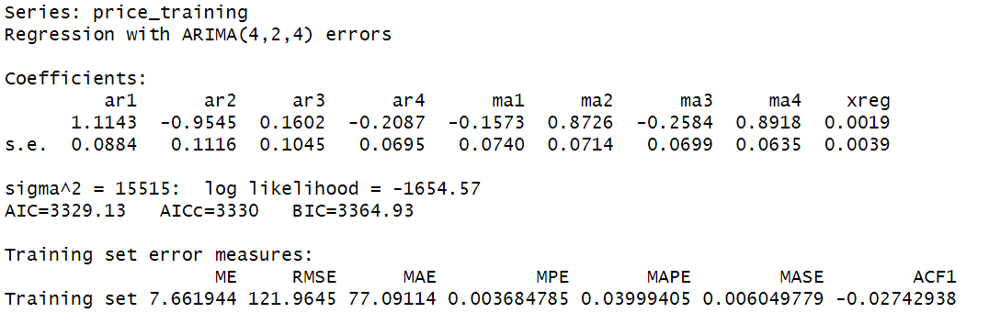 Series: price_training
Regression with ARIMA(4,2,4) errors
Coefficients:
ar1 ar2 ar3 ar4 ma1 ma2 ma3 ma4 xreg
1.1143 -0.9545 0.1602 -0.2087 -0.1573 0.8726 -0.2584 0.8918 0.0019
s.e. 0.0884 0.1116 0.1045 0.0695 0.0740 0.0714 0.0699 0.0635 0.0039
sigma^2 = 15515: log likelihood = -1654.57
AIC=3329.13 AICc=3330 BIC=3364.93
Training set error measures:
ME RMSE MAE MPE MAPE MASE ACF1
Training set 7.661944 121.9645 77.09114 0.003684785 0.03999405 0.006049779 -0.02742938